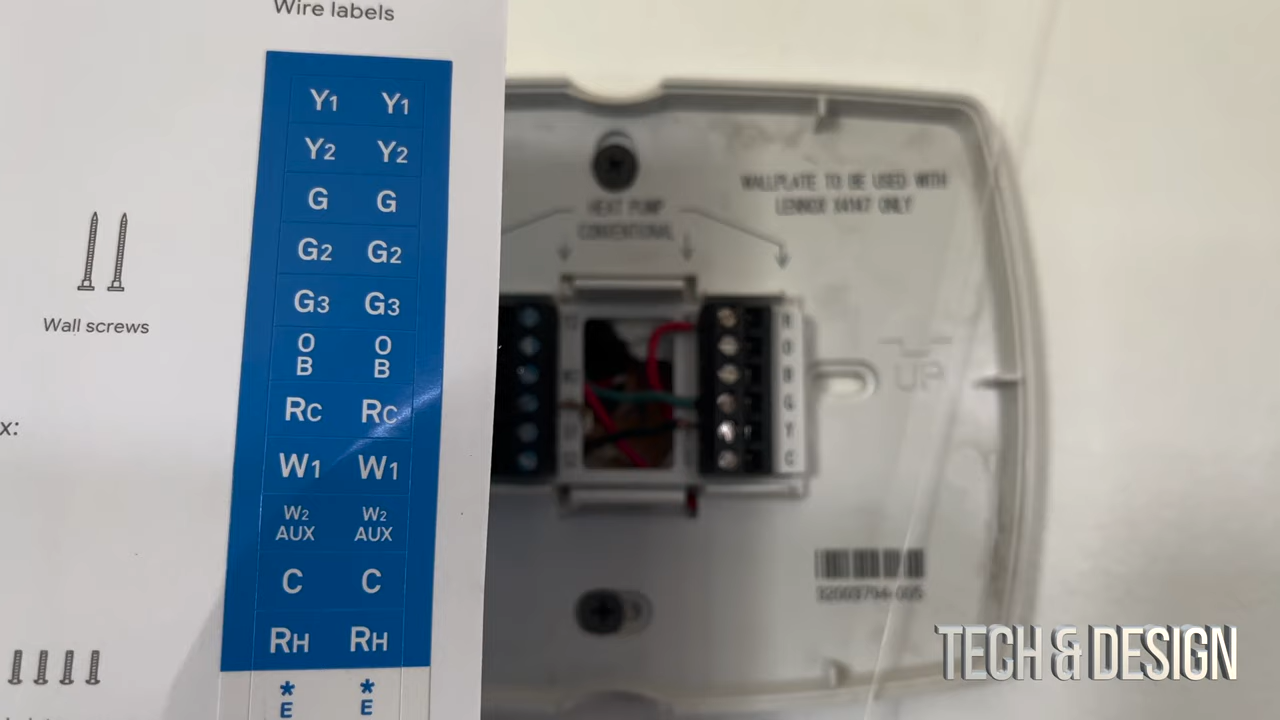 Wire labels
Y1 Y1
Y2 Y2
G G
G2 G2
G3 G3
O O
B B
RC RC
W1 W1
W2 W2
AUX AUX
C C
RH RH
* *
E E
Wall screws
x:
WALLPLATE TO BE USED WITH
LENNOX X4147 ONLY
HEAT PUMP
CONVENTIONAL
R
O
B
G
Y
C
UP
TECH & DESIGN